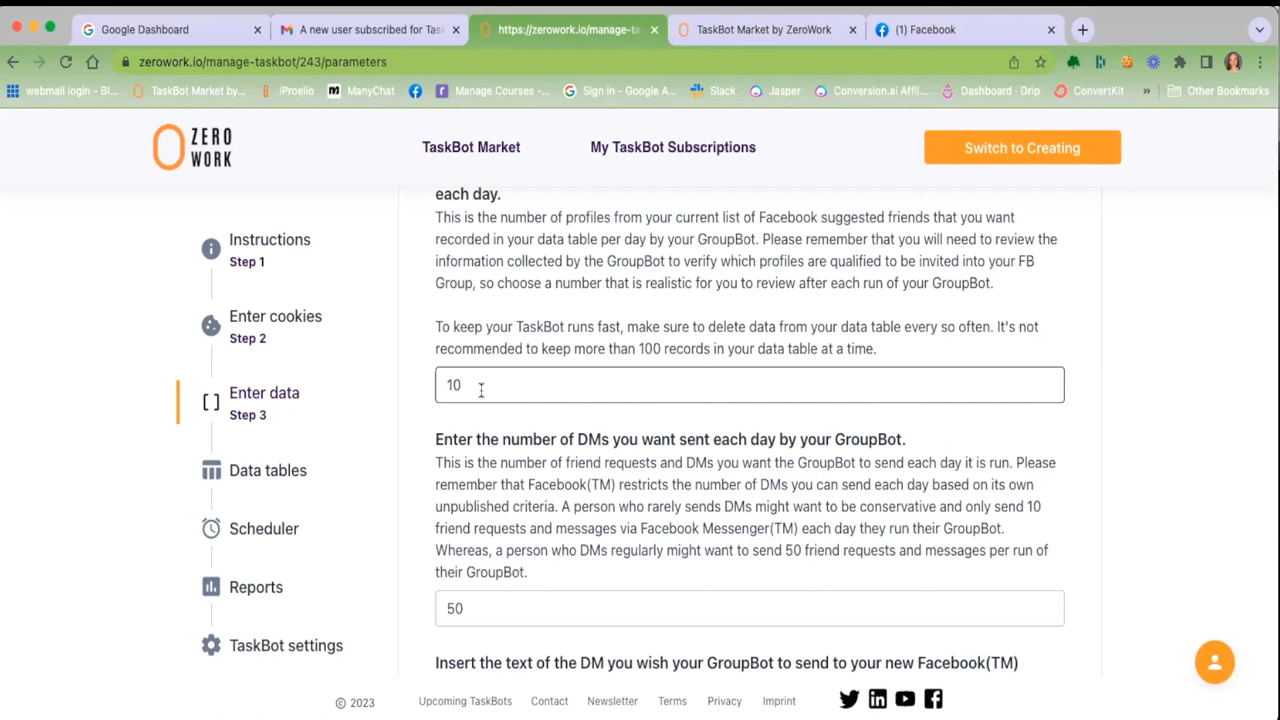 Google Dashboard
A new user subscribed for Tas
https://zerowork.io/manage-ta
TaskBot Market by ZeroWork
(1) Facebook
zerowork.io/manage-taskbot/243/parameters
webmail login - Bl...
TaskBot Market by...
iProelio
ManyChat
Manage Courses -...
Sign in - Google A...
Slack
Jasper
Conversion.ai Affil...
Dashboard · Drip
ConvertKit
»
Other Bookmarks
ZERO
WORK
TaskBot Market
My TaskBot Subscriptions
Switch to Creating
Instructions
Step 1
Enter cookies
Step 2
Enter data
Step 3
Data tables
Scheduler
Reports
TaskBot settings
each day.
This is the number of profiles from your current list of Facebook suggested friends that you want
recorded in your data table per day by your GroupBot. Please remember that you will need to review the
information collected by the GroupBot to verify which profiles are qualified to be invited into your FB
Group, so choose a number that is realistic for you to review after each run of your GroupBot.
To keep your TaskBot runs fast, make sure to delete data from your data table every so often. It's not
recommended to keep more than 100 records in your data table at a time.
10
Enter the number of DMs you want sent each day by your GroupBot.
This is the number of friend requests and DMs you want the GroupBot to send each day it is run. Please
remember that Facebook(TM) restricts the number of DMs you can send each day based on its own
unpublished criteria. A person who rarely sends DMs might want to be conservative and only send 10
friend requests and messages via Facebook Messenger(TM) each day they run their GroupBot.
Whereas, a person who DMs regularly might want to send 50 friend requests and messages per run of
their GroupBot.
50
Insert the text of the DM you wish your GroupBot to send to your new Facebook(TM)
© 2023
Upcoming TaskBots
Contact
Newsletter
Terms
Privacy
Imprint